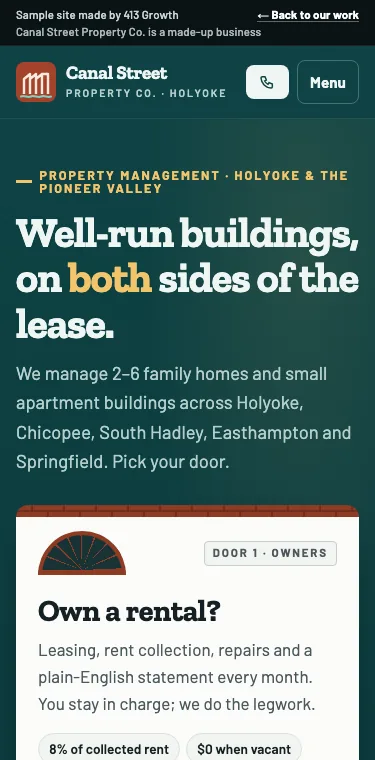 Sample site made by 413 Growth
← Back to our work
Canal Street Property Co. is a made-up business
Canal Street
PROPERTY CO. · HOLYOKE
Menu
PROPERTY MANAGEMENT · HOLYOKE & THE
PIONEER VALLEY
Well-run buildings,
on both sides of the
lease.
We manage 2–6 family homes and small
apartment buildings across Holyoke,
Chicopee, South Hadley, Easthampton and
Springfield. Pick your door.
DOOR 1 · OWNERS
Own a rental?
Leasing, rent collection, repairs and a
plain-English statement every month.
You stay in charge; we do the legwork.
8% of collected rent
$0 when vacant